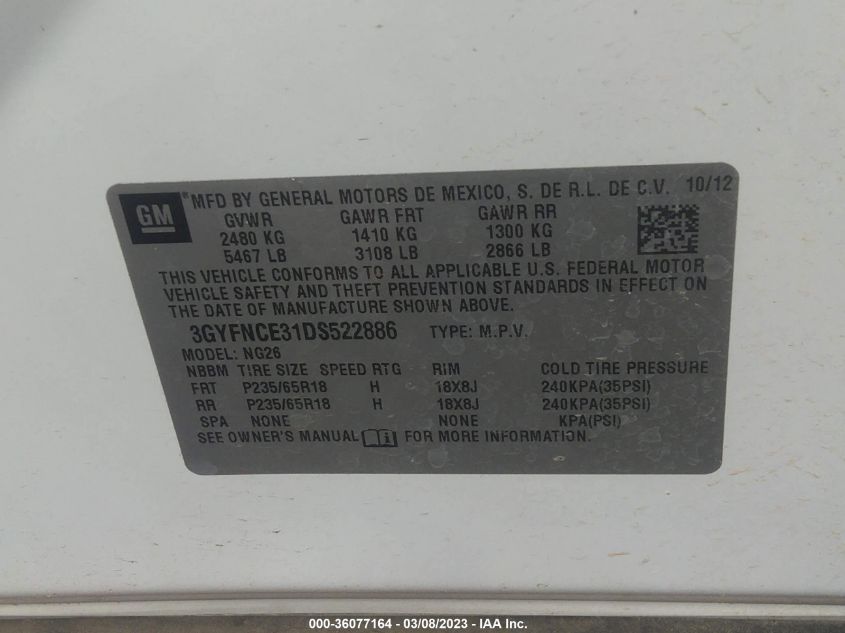 GM
® MFD BY GENERAL MOTORS DE MEXICO, S. DE R.L. DE C.V. 10/12
GVWR GAWR FRT GAWR RR
2480 KG 1410 KG 1300 KG
5467 LB 3108 LB 2866 LB
THIS VEHICLE CONFORMS TO ALL APPLICABLE U.S. FEDERAL MOTOR
VEHICLE SAFETY AND THEFT PREVENTION STANDARDS IN EFFECT ON
THE DATE OF MANUFACTURE SHOWN ABOVE.
3GYFNCE31DS522886 TYPE: M.P.V.
MODEL: NG26
NBBM TIRE SIZE SPEED RTG RIM COLD TIRE PRESSURE
FRT P235/65R18 H 18X8J 240KPA(35PSI)
RR P235/65R18 H 18X8J 240KPA(35PSI)
SPA NONE NONE KPA(PSI)
SEE OWNER'S MANUAL FOR MORE INFORMATION.
000-36077164 - 03/08/2023 - IAA Inc.